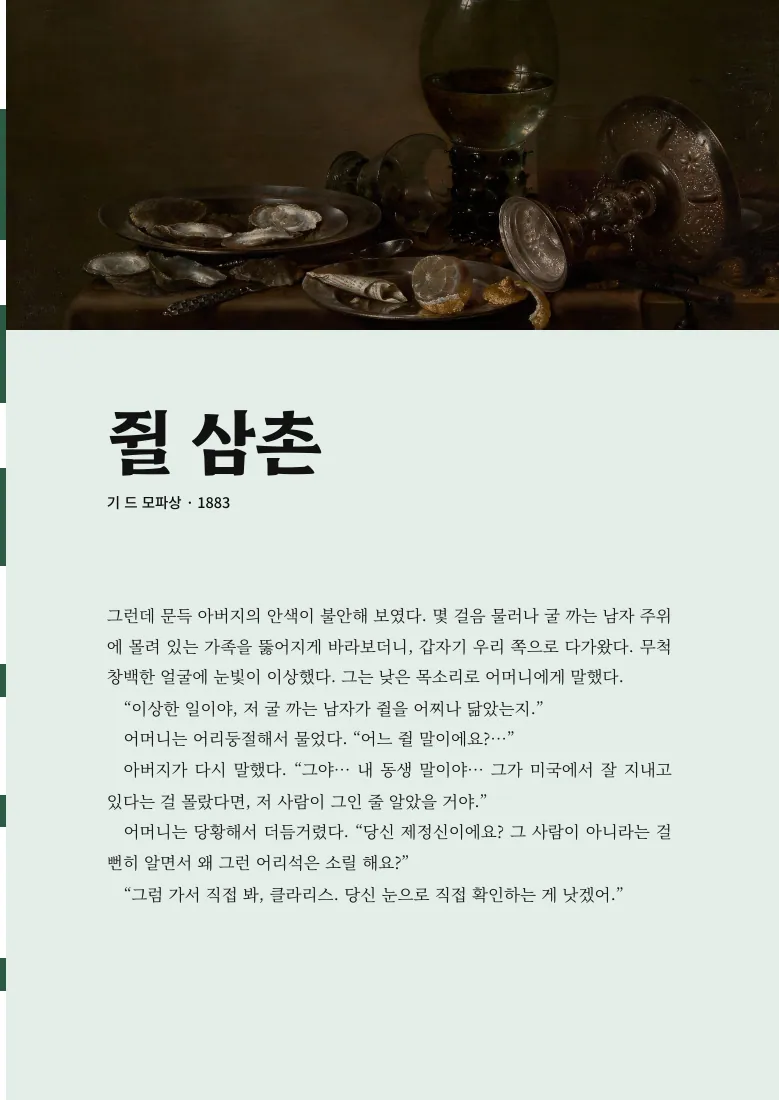 쥘 삼촌
기 드 모파상 · 1883
그런데 문득 아버지의 안색이 불안해 보였다. 몇 걸음 물러나 굴 까는 남자 주위
에 몰려 있는 가족을 뚫어지게 바라보더니, 갑자기 우리 쪽으로 다가왔다. 무척
창백한 얼굴에 눈빛이 이상했다. 그는 낮은 목소리로 어머니에게 말했다.
“이상한 일이야, 저 굴 까는 남자가 쥘을 어찌나 닮았는지.”
어머니는 어리둥절해서 물었다. “어느 쥘 말이에요?…”
아버지가 다시 말했다. “그야… 내 동생 말이야… 그가 미국에서 잘 지내고
있다는 걸 몰랐다면, 저 사람이 그인 줄 알았을 거야.”
어머니는 당황해서 더듬거렸다. “당신 제정신이에요? 그 사람이 아니라는 걸
뻔히 알면서 왜 그런 어리석은 소릴 해요?”
“그럼 가서 직접 봐, 클라리스. 당신 눈으로 직접 확인하는 게 낫겠어.”